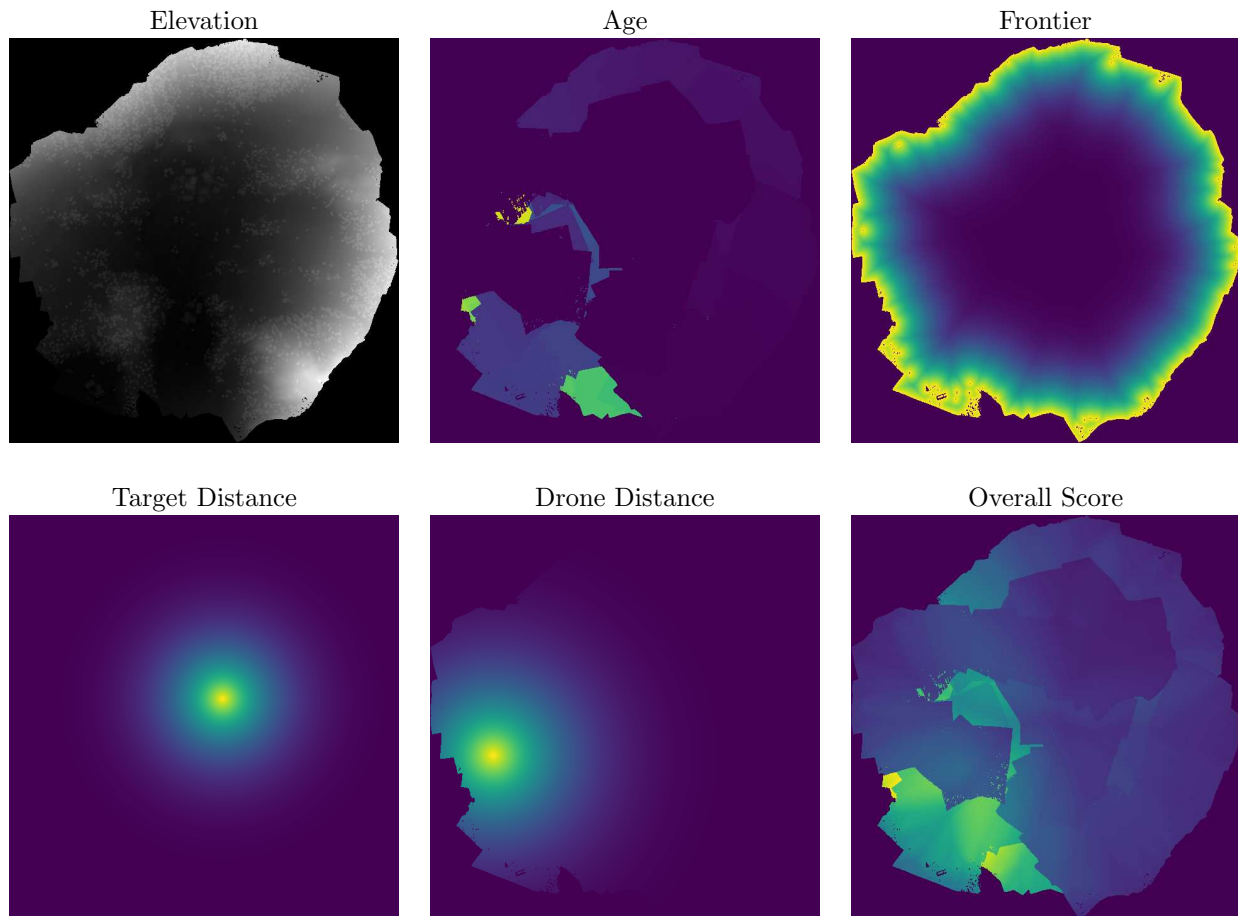 Elevation
Age
Frontier
Target Distance
Drone Distance
Overall Score